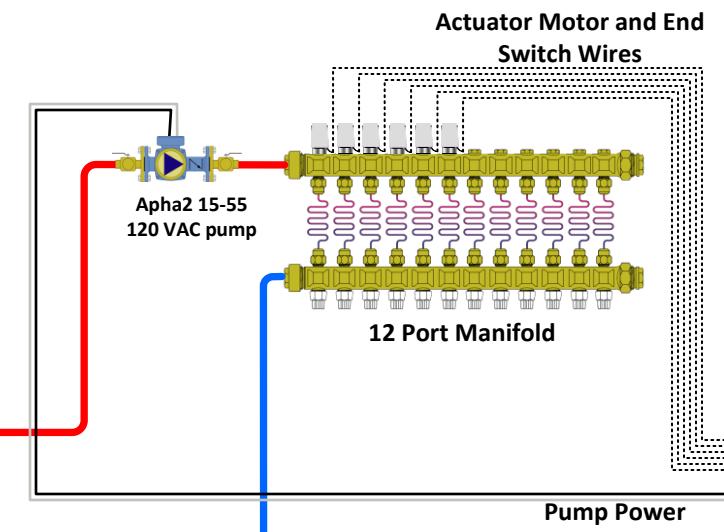 Actuator Motor and End
Switch Wires
Apha2 15-55
120 VAC pump
12 Port Manifold
Pump Power